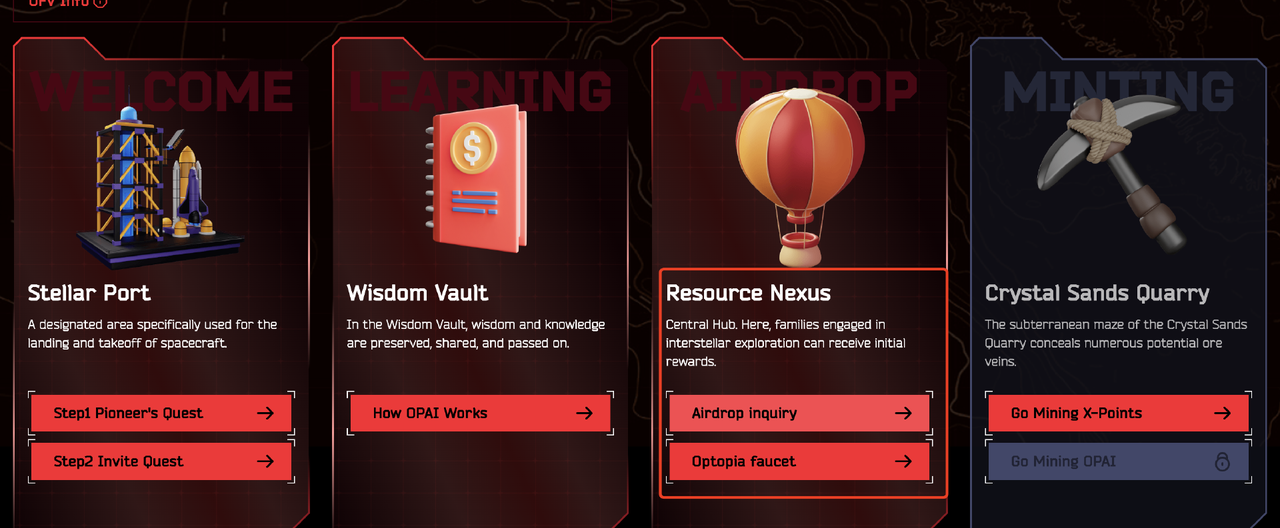 OPV Info
WELCOME
Stellar Port
A designated area specifically used for the
landing and takeoff of spacecraft.
Step1 Pioneer's Quest
Step2 Invite Quest
LEARNING
$
Wisdom Vault
In the Wisdom Vault, wisdom and knowledge
are preserved, shared, and passed on.
How OPAI Works
AIRDROP
Resource Nexus
Central Hub. Here, families engaged in
interstellar exploration can receive initial
rewards.
Airdrop inquiry
Optopia faucet
MINTING
Crystal Sands Quarry
The subterranean maze of the Crystal Sands
Quarry conceals numerous potential ore
veins.
Go Mining X-Points
Go Mining OPAI